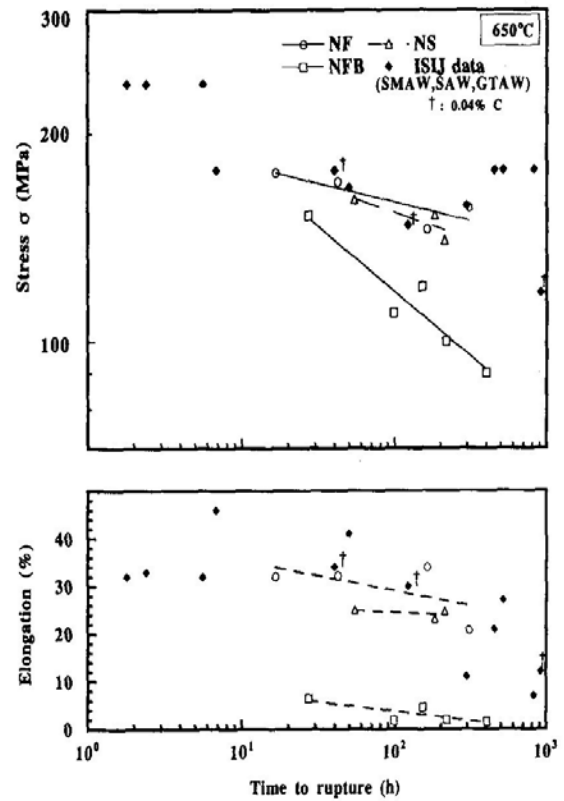 300
650°C
NF
NS
NFB
ISIJ data
(SMAW,SAW,GTAW)
† : 0.04% C
200
†
†
†
100
Stress σ (MPa)
40
30
20
10
0
†
†
†
Elongation (%)
10⁰ 10¹ 10² 10³
Time to rupture (h)